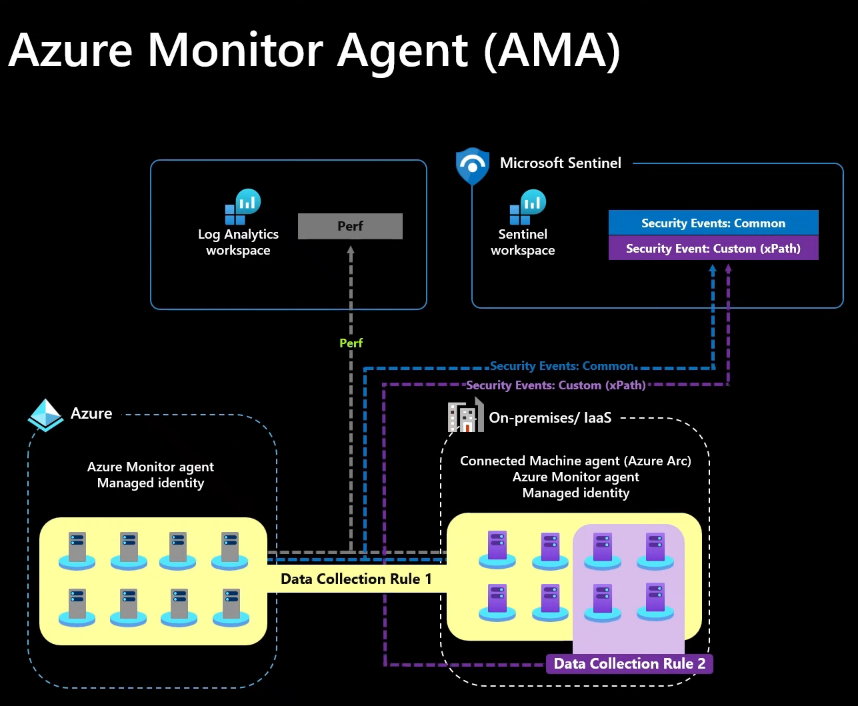 Azure Monitor Agent (AMA)
Microsoft Sentinel
Log Analytics
workspace
Perf
Sentinel
workspace
Security Events: Common
Security Event: Custom (xPath)
Perf
Security Events: Common
Security Events: Custom (xPath)
Azure
On-premises/ IaaS
Azure Monitor agent
Managed identity
Connected Machine agent (Azure Arc)
Azure Monitor agent
Managed identity
Data Collection Rule 1
Data Collection Rule 2